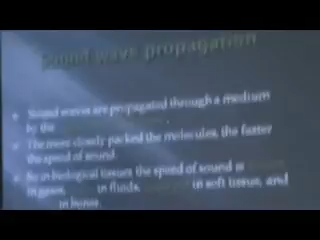 Sound wave propagation
Sound waves are propagated through a medium
by the
The more closely packed the molecules, the faster
the speed of sound.
So in biological tissues the speed of sound is
in gases, in fluids, in soft tissue, and
in bones.